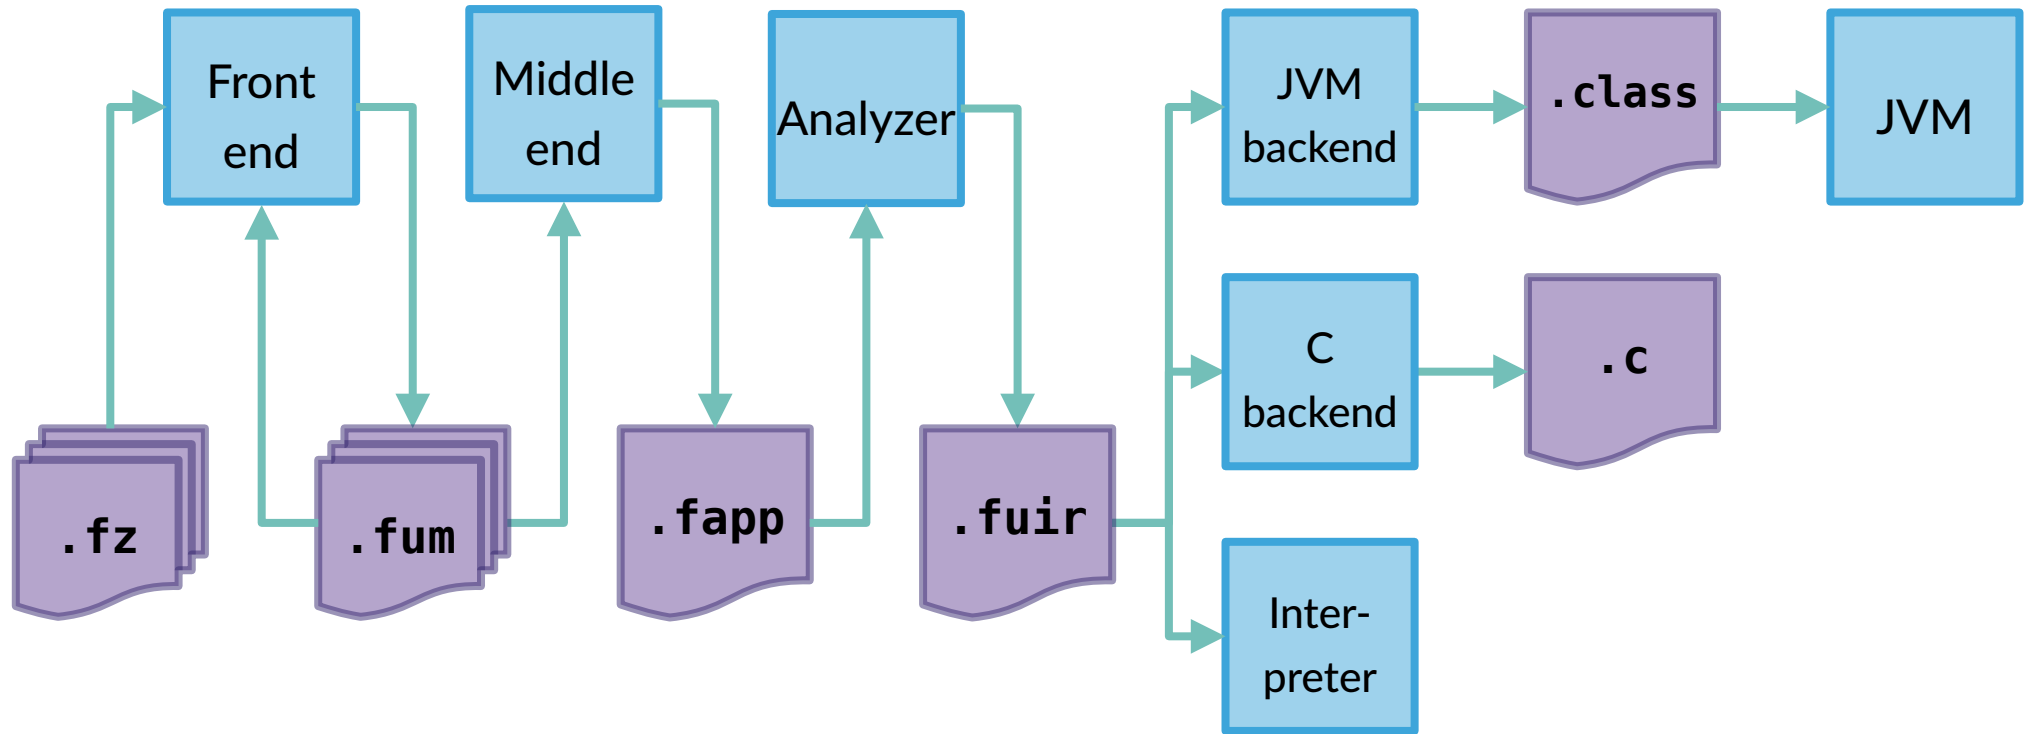 Front
end
Middle
end
Analyzer
JVM
backend
.class
JVM
C
backend
.c
.fz
.fum
.fapp
.fuir
Inter-
preter